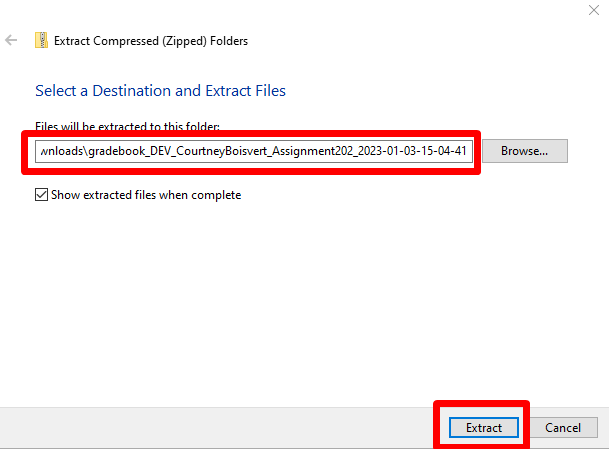 Extract Compressed (Zipped) Folders
Select a Destination and Extract Files
Files will be extracted to this folder:
wnloads\gradebook_DEV_CourtneyBoisvert_Assignment202_2023-01-03-15-04-41
Browse...
Show extracted files when complete
Extract
Cancel